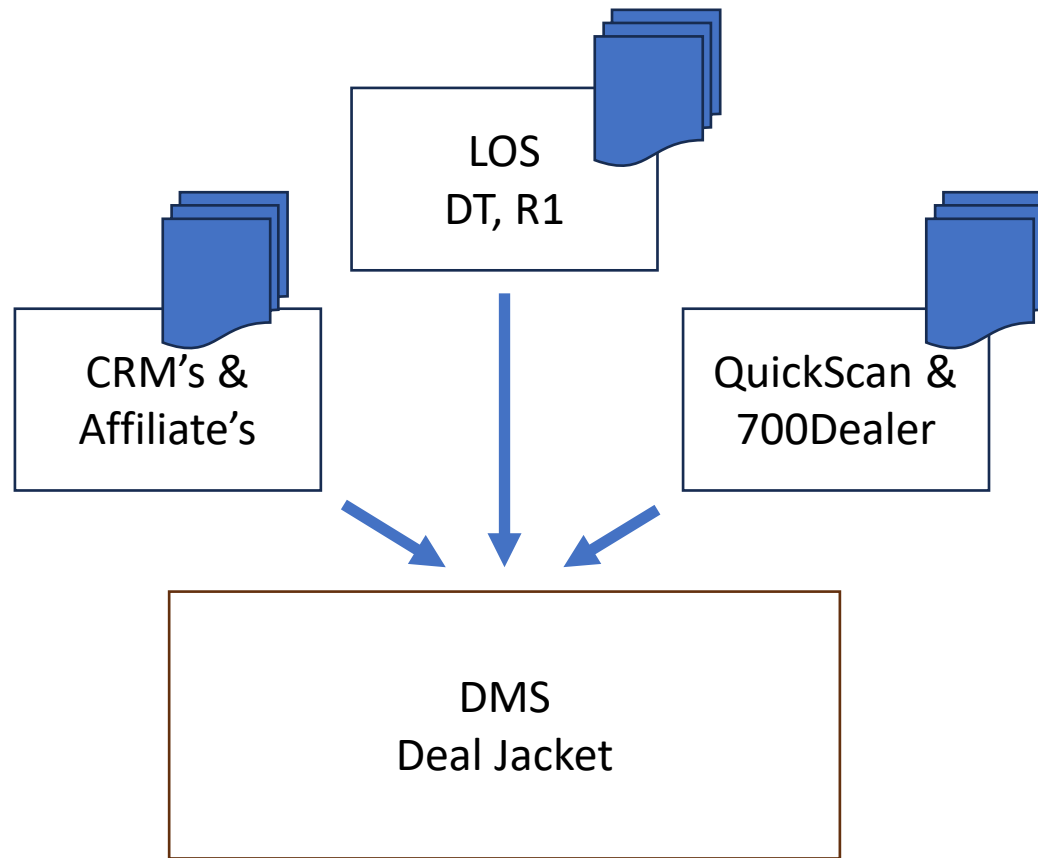 LOS
DT, R1
CRM’s &
Affiliate’s
QuickScan &
700Dealer
DMS
Deal Jacket